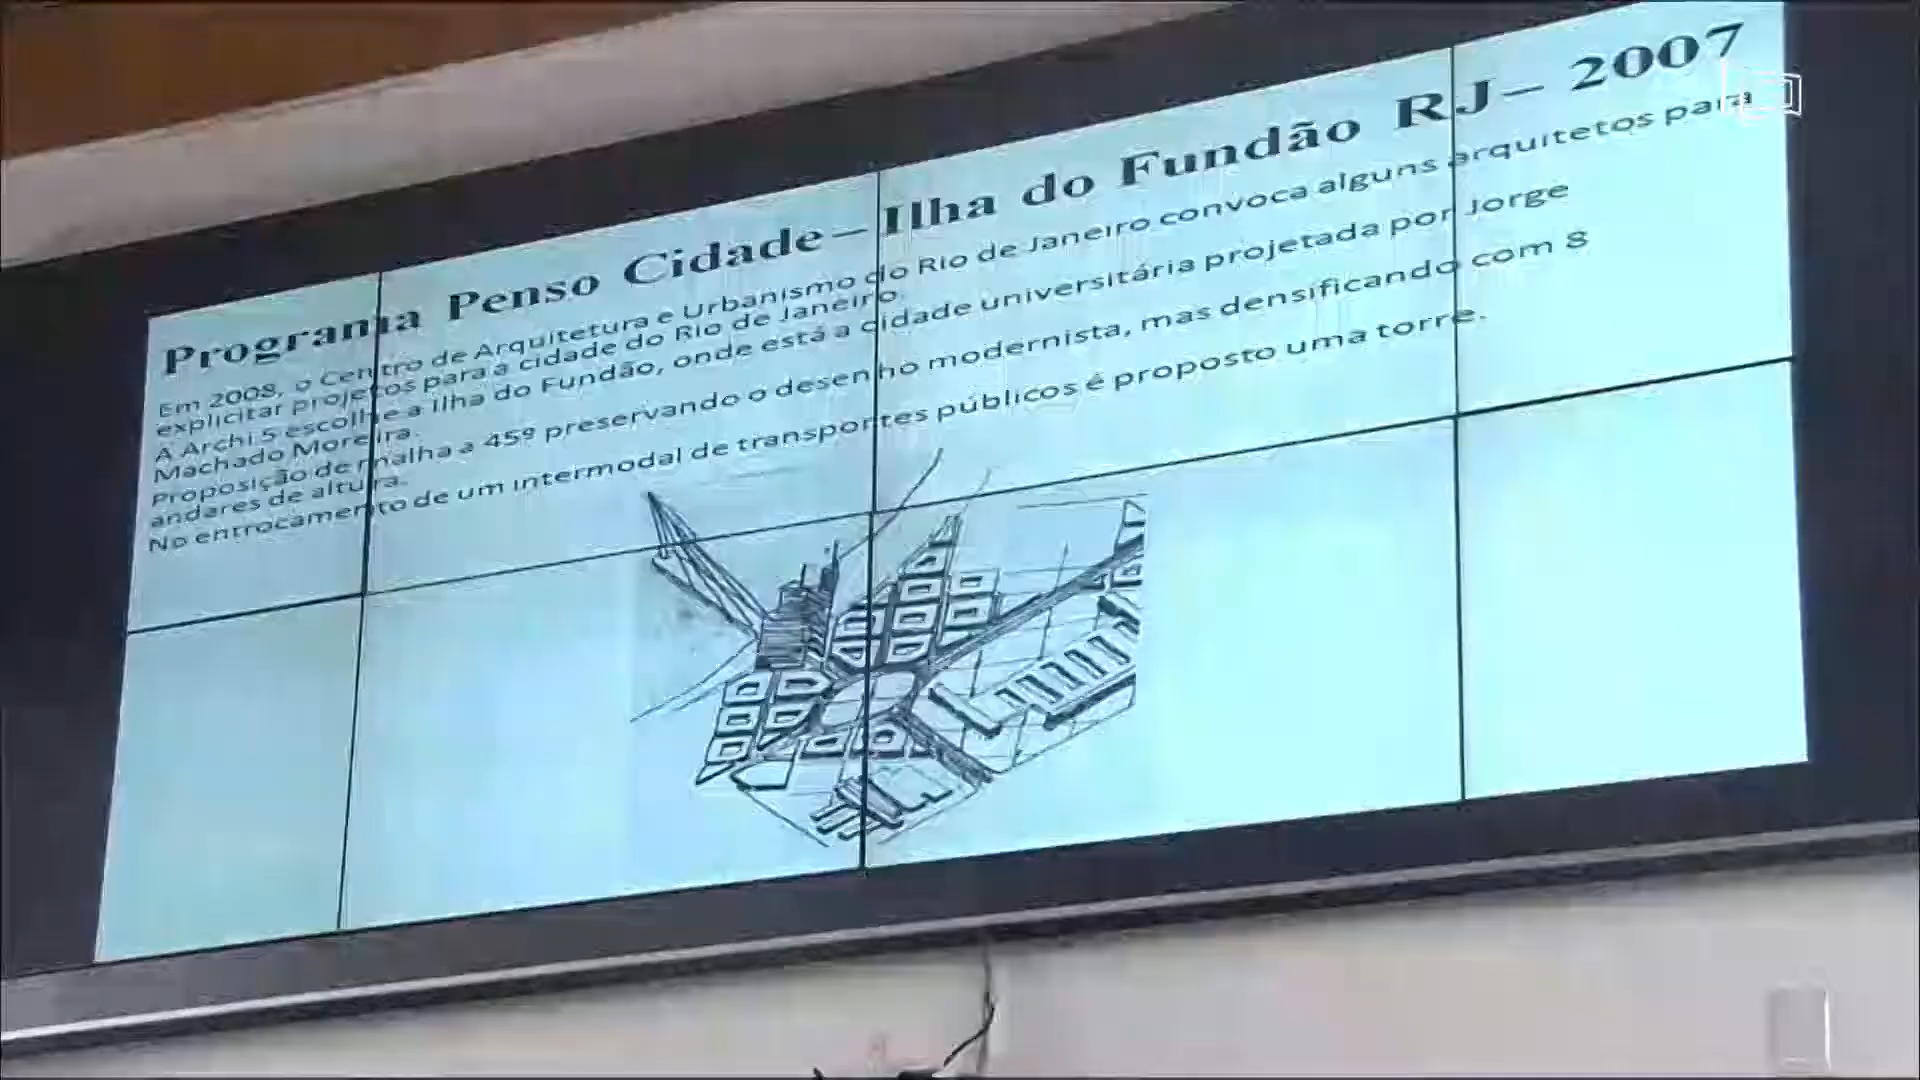 Programa Penso Cidade– Ilha do Fundão RJ– 2007
Em 2008, o Centro de Arquitetura e Urbanismo do Rio de Janeiro convoca alguns arquitetos para
explicitar projetos para a cidade do Rio de Janeiro.
A Archi 5 escolhe a Ilha do Fundão, onde está a cidade universitária projetada por Jorge
Machado Moreira.
Proposição de malha a 45º preservando o desenho modernista, mas densificando com 8
andares de altura.
No entrocamento de um intermodal de transportes públicos é proposto uma torre.